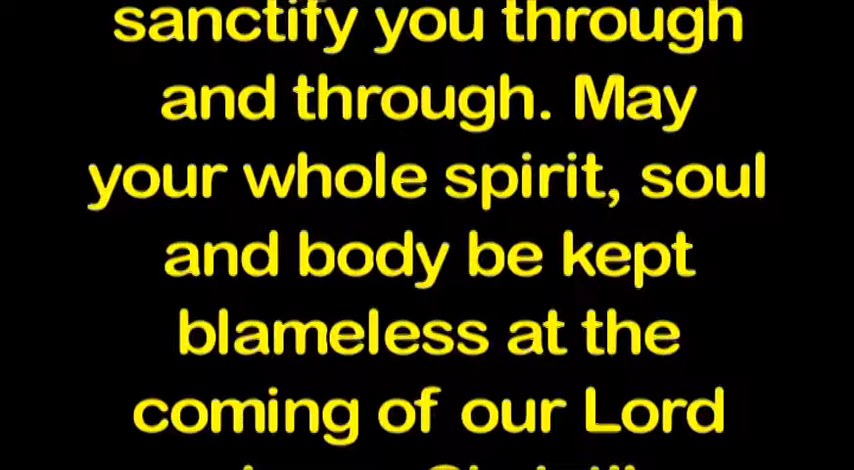 sanctify you through
and through. May
your whole spirit, soul
and body be kept
blameless at the
coming of our Lord